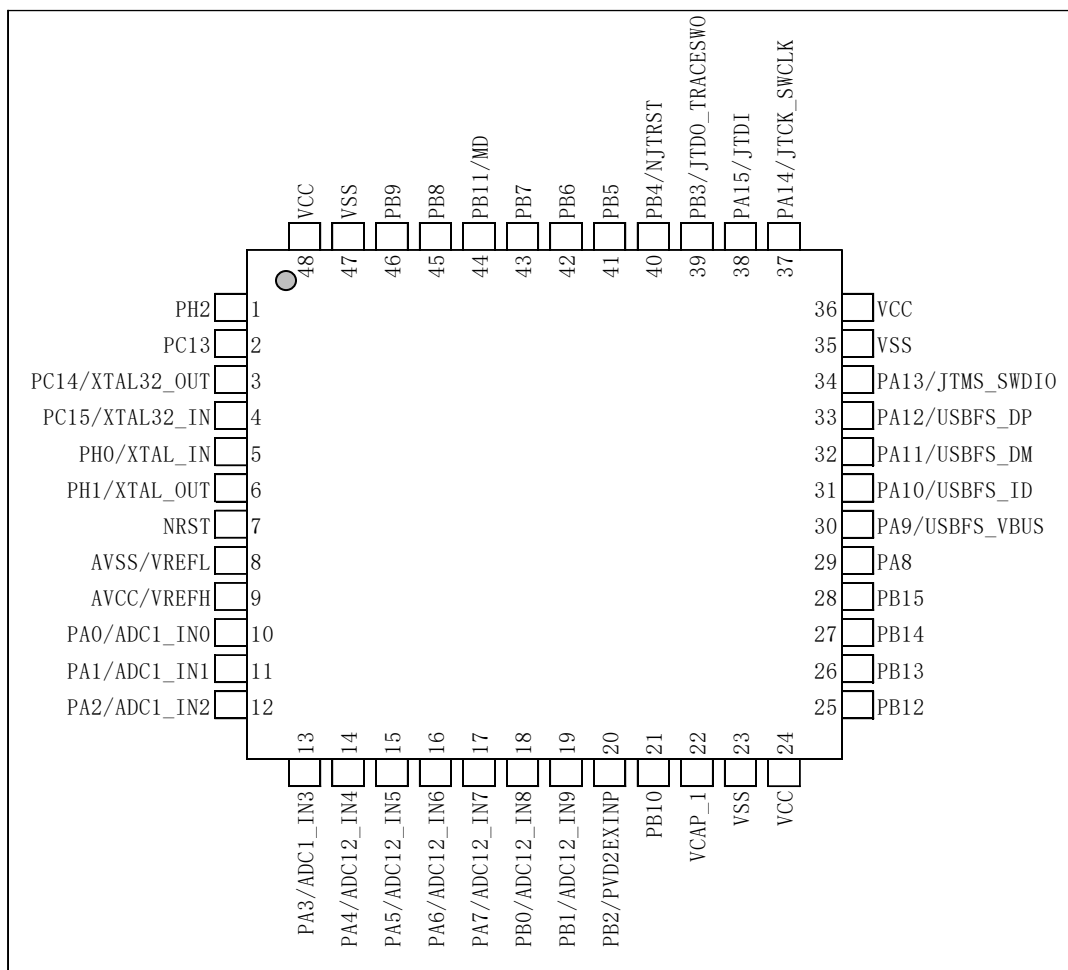 VCC
VSS
PB9
PB8
PB11/MD
PB7
PB6
PB5
PB4/NJTRST
PB3/JTDO_TRACESWO
PA15/JTDI
PA14/JTCK_SWCLK
48
47
46
45
44
43
42
41
40
39
38
37
PH2 1
PC13 2
PC14/XTAL32_OUT 3
PC15/XTAL32_IN 4
PH0/XTAL_IN 5
PH1/XTAL_OUT 6
NRST 7
AVSS/VREFL 8
AVCC/VREFH 9
PA0/ADC1_IN0 10
PA1/ADC1_IN1 11
PA2/ADC1_IN2 12
36 VCC
35 VSS
34 PA13/JTMS_SWDIO
33 PA12/USBFS_DP
32 PA11/USBFS_DM
31 PA10/USBFS_ID
30 PA9/USBFS_VBUS
29 PA8
28 PB15
27 PB14
26 PB13
25 PB12
13
14
15
16
17
18
19
20
21
22
23
24
PA3/ADC1_IN3
PA4/ADC12_IN4
PA5/ADC12_IN5
PA6/ADC12_IN6
PA7/ADC12_IN7
PB0/ADC12_IN8
PB1/ADC12_IN9
PB2/PVD2EXINP
PB10
VCAP_1
VSS
VCC